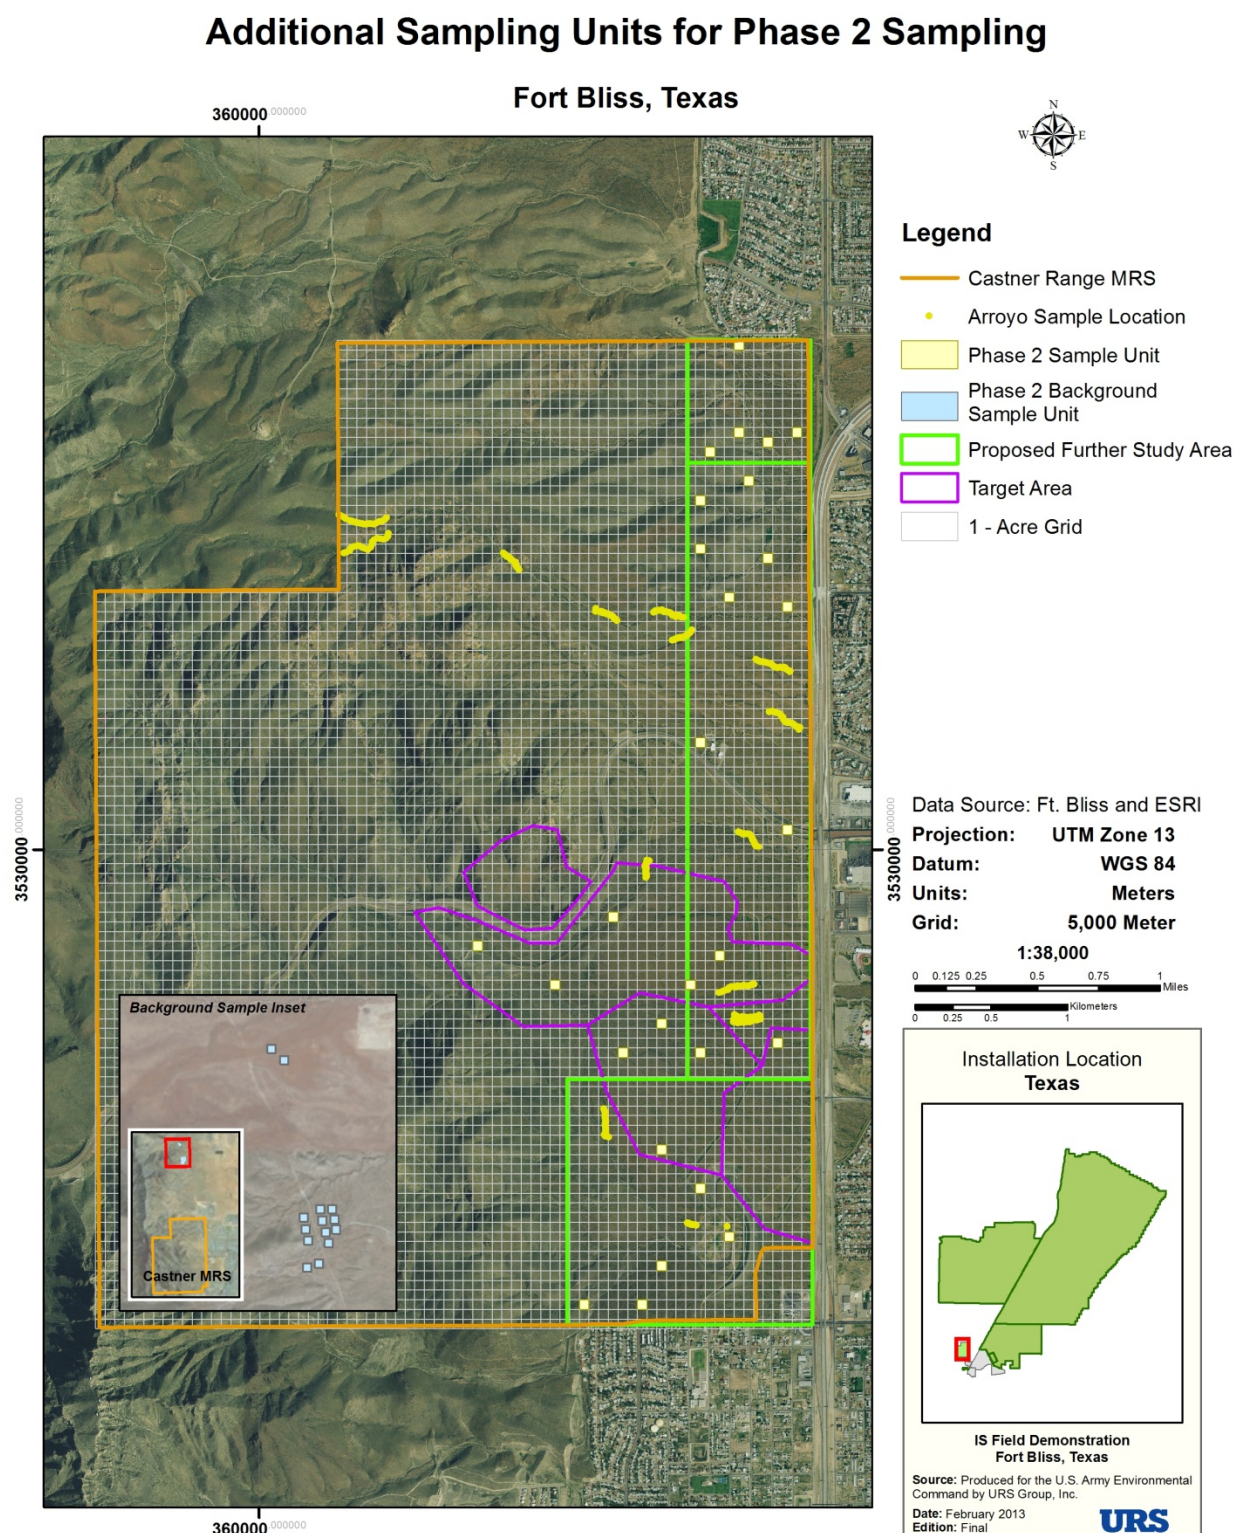 Additional Sampling Units for Phase 2 Sampling
Fort Bliss, Texas
360000.000000
N
W E
S
Legend
Castner Range MRS
Arroyo Sample Location
Phase 2 Sample Unit
Phase 2 Background
Sample Unit
Proposed Further Study Area
Target Area
1 - Acre Grid
3530000.000000
3530000.000000
Data Source: Ft. Bliss and ESRI
Projection: UTM Zone 13
Datum: WGS 84
Units: Meters
Grid: 5,000 Meter
1:38,000
0 0.125 0.25 0.5 0.75 1 Miles
Kilometers
0 0.25 0.5 1
Background Sample Inset
Castner MRS
Installation Location
Texas
IS Field Demonstration
Fort Bliss, Texas
Source: Produced for the U.S. Army Environmental
Command by URS Group, Inc.
Date: February 2013
Edition: Final
URS
360000.000000